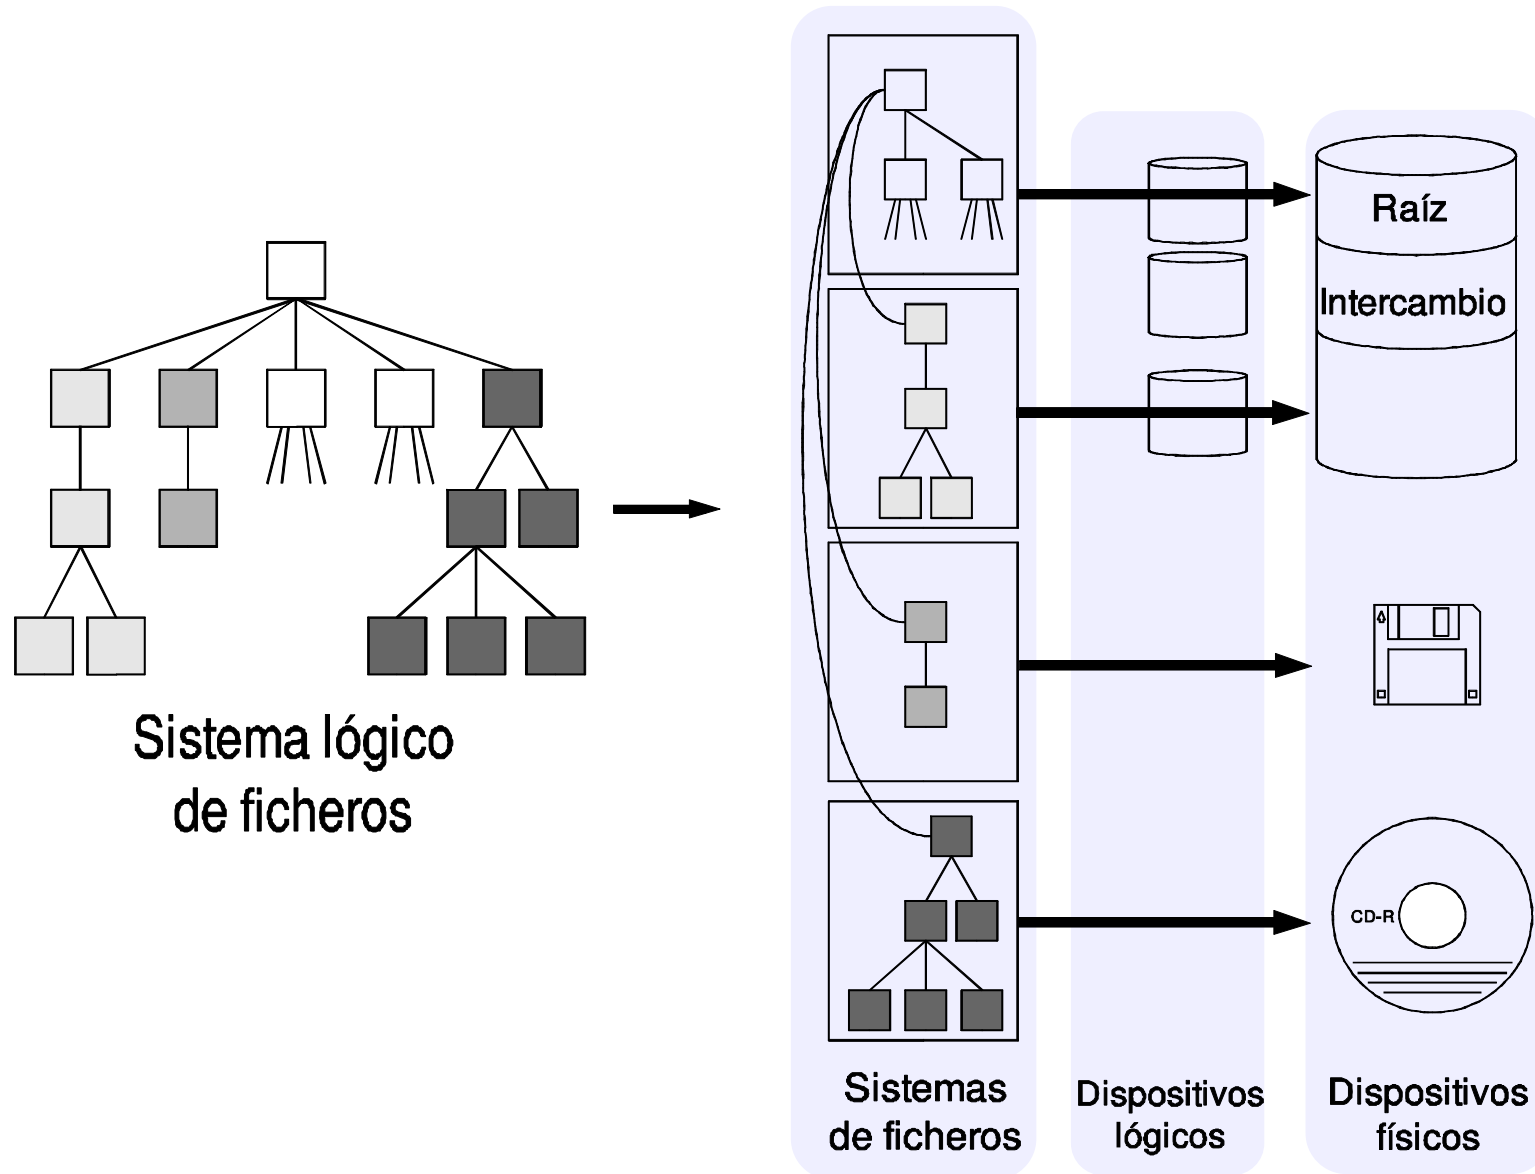 Raíz
Intercambio
Sistema lógico
de ficheros
CD-R
Sistemas
de ficheros
Dispositivos
lógicos
Dispositivos
físicos